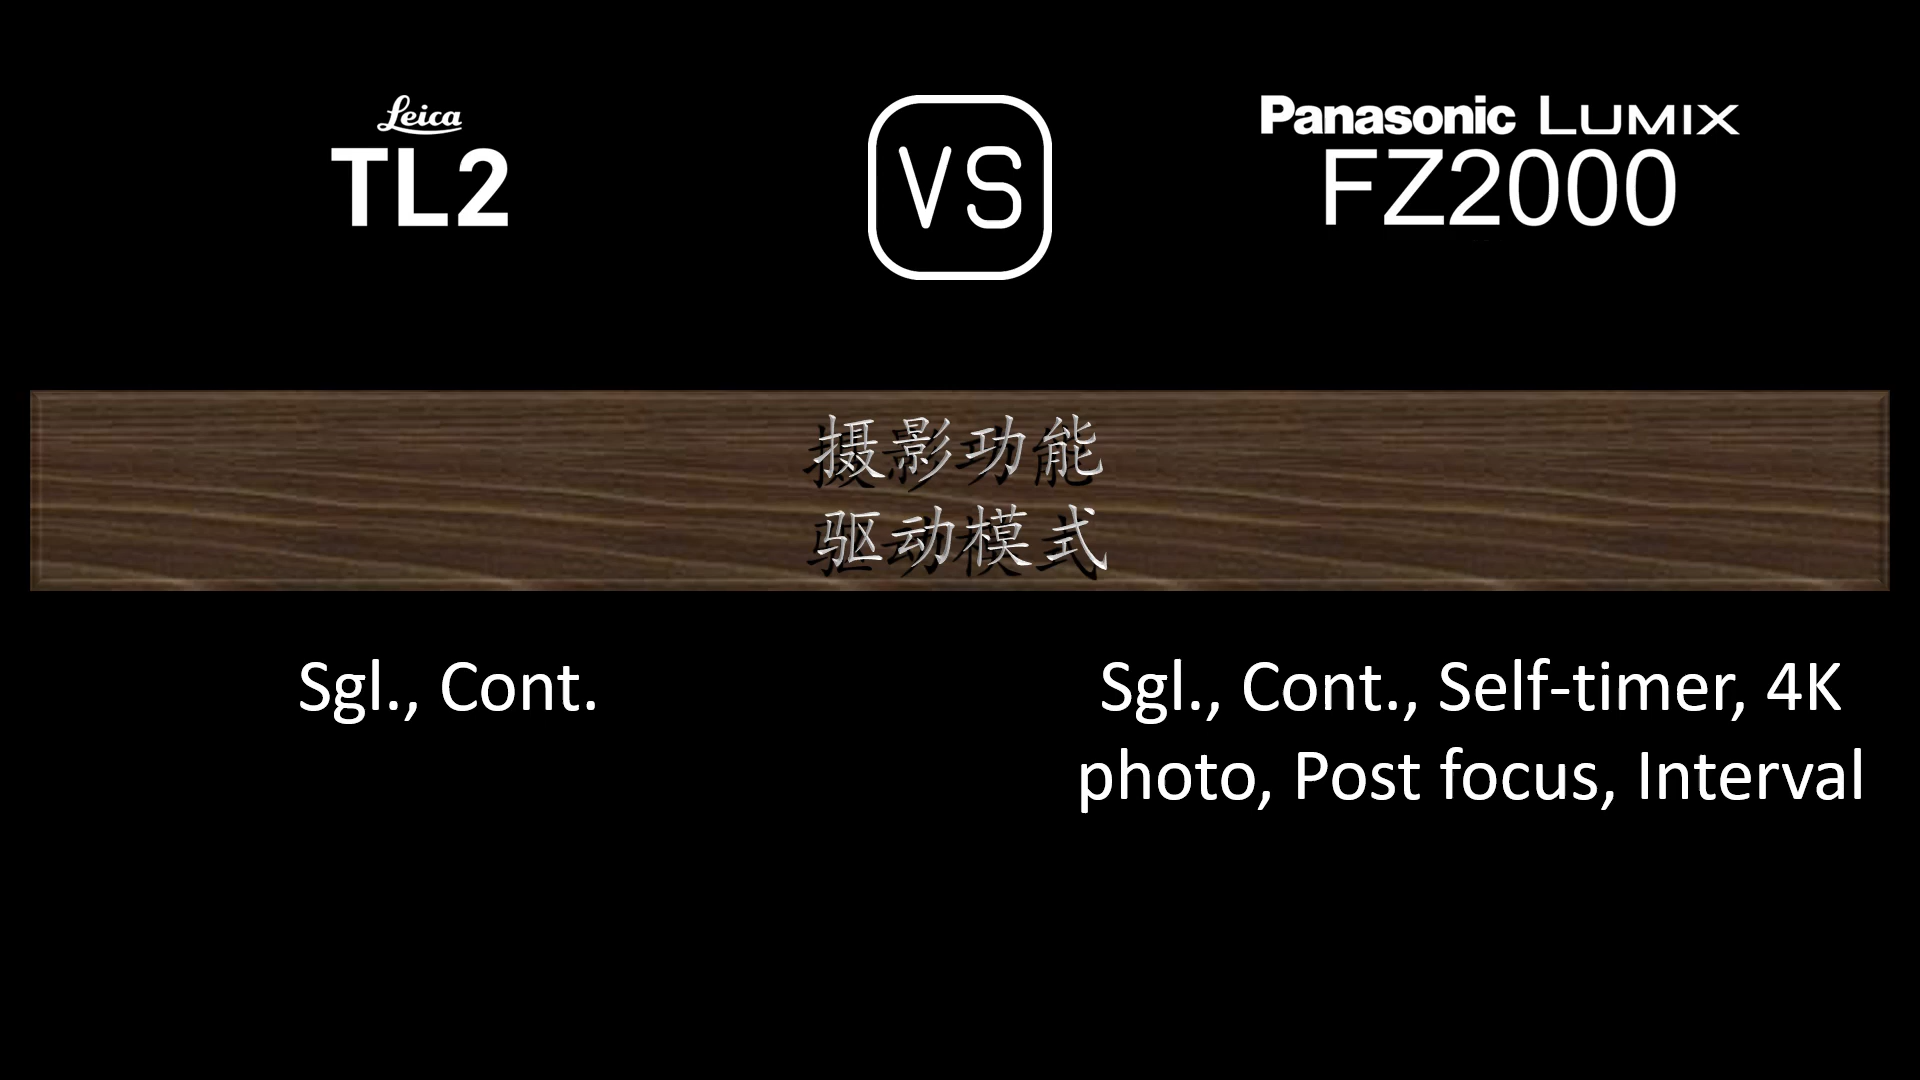 Leica
TL2
VS
Panasonic LUMIX
FZ2000
摄影功能
驱动模式
Sgl., Cont.
Sgl., Cont., Self-timer, 4K
photo, Post focus, Interval